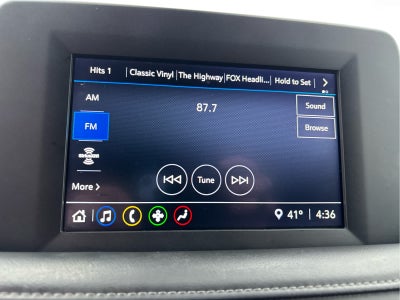 Hits 1 Classic Vinyl The Highway FOX Headli... Hold to Set
AM
87.7
Sound
FM
Browse
SiriusXM
More
Tune
41° 4:36